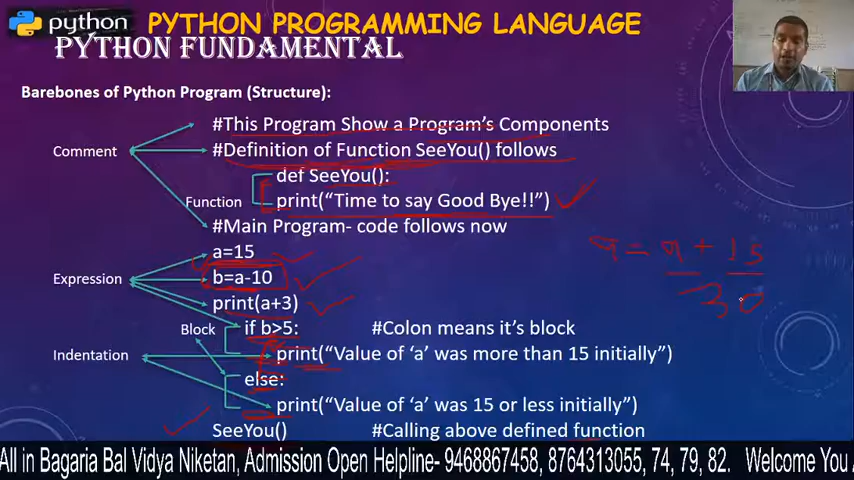 python PYTHON PROGRAMMING LANGUAGE
PYTHON FUNDAMENTAL
Barebones of Python Program (Structure):
#This Program Show a Program's Components
Comment #Definition of Function SeeYou() follows
def SeeYou():
Function print("Time to say Good Bye!!")
#Main Program- code follows now
a=15 a = a + 15
Expression b=a-10
print(a+3) 30
Block if b>5: #Colon means it's block
Indentation print("Value of 'a' was more than 15 initially")
else:
print("Value of 'a' was 15 or less initially")
SeeYou() #Calling above defined function
All in Bagaria Bal Vidya Niketan, Admission Open Helpline- 9468867458, 8764313055, 74, 79, 82. Welcome You